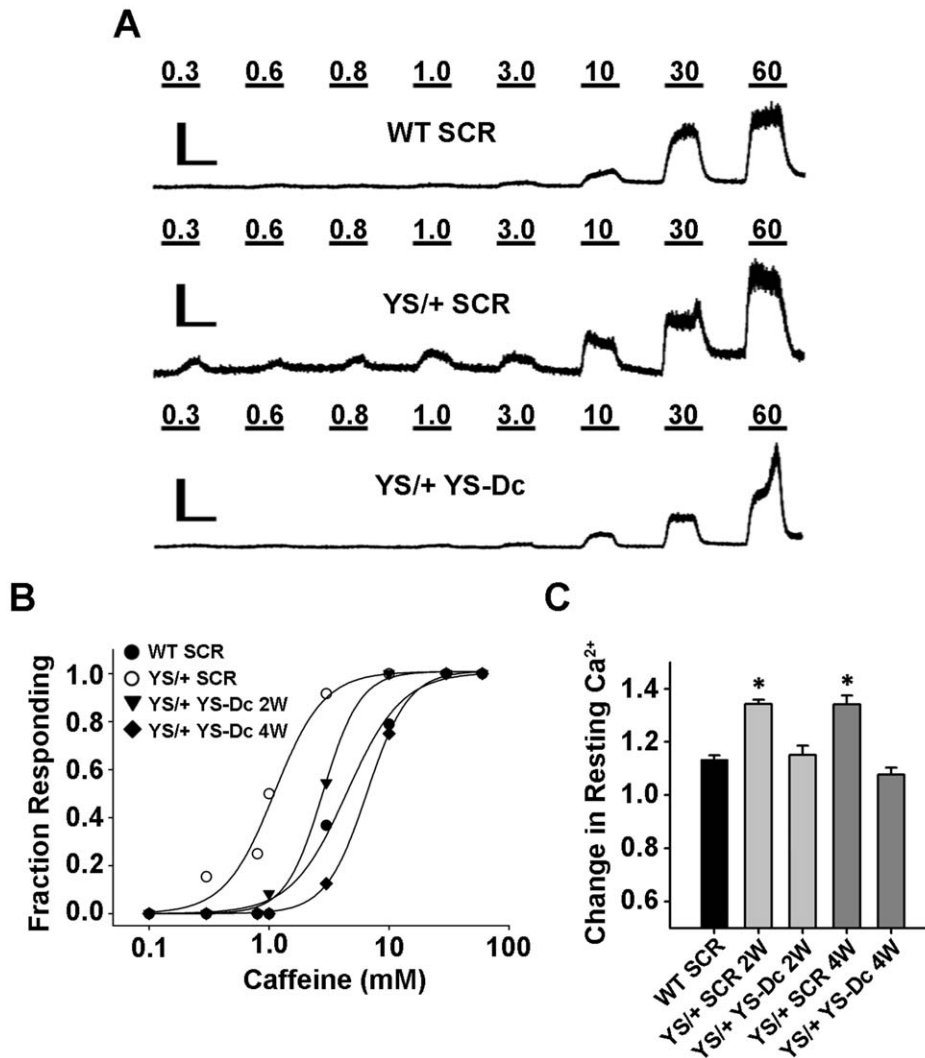 A
0.3 0.6 0.8 1.0 3.0 10 30 60
WT SCR
0.3 0.6 0.8 1.0 3.0 10 30 60
YS/+ SCR
0.3 0.6 0.8 1.0 3.0 10 30 60
YS/+ YS-Dc
B
Fraction Responding
1.0
0.8
0.6
0.4
0.2
0.0
WT SCR
YS/+ SCR
YS/+ YS-Dc 2W
YS/+ YS-Dc 4W
0.1 1.0 10 100
Caffeine (mM)
C
Change in Resting Ca²⁺
1.4
1.2
1.0
0.8
0.6
* *
WT SCR
YS/+ SCR 2W
YS/+ YS-Dc 2W
YS/+ SCR 4W
YS/+ YS-Dc 4W